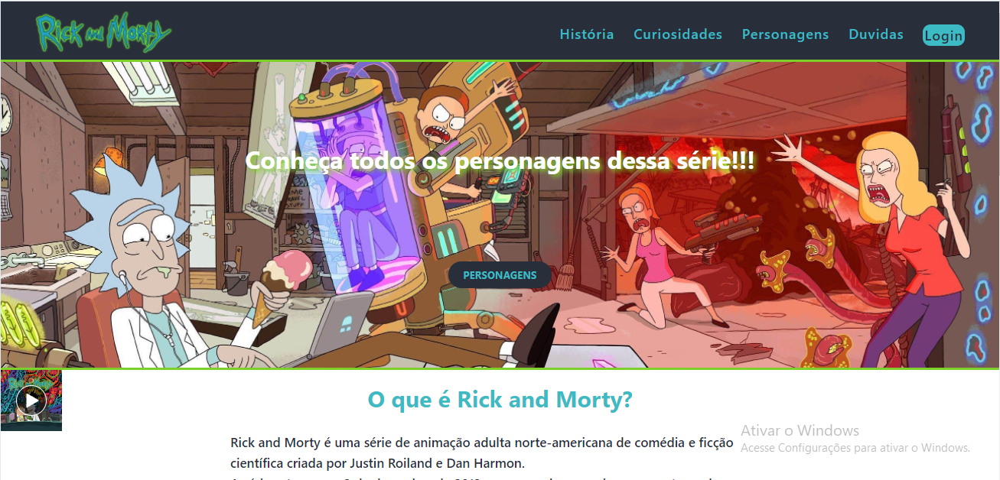 Rick and Morty
História Curiosidades Personagens Duvidas Login
Conheça todos os personagens dessa série!!!
PERSONAGENS
O que é Rick and Morty?
Ativar o Windows
Acesse Configurações para ativar o Windows.
Rick and Morty é uma série de animação adulta norte-americana de comédia e ficção
científica criada por Justin Roiland e Dan Harmon.